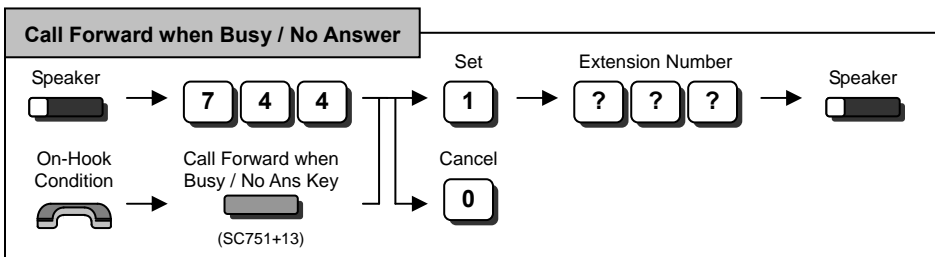 Call Forward when Busy / No Answer
Speaker
7 4 4
Set
1
Extension Number
? ? ?
Speaker
On-Hook
Condition
Call Forward when
Busy / No Ans Key
(SC751+13)
Cancel
0